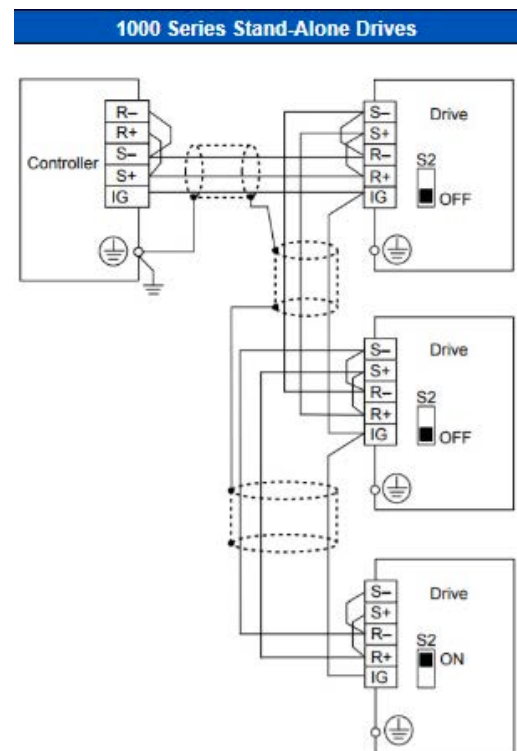 1000 Series Stand-Alone Drives
Controller
R–
R+
S–
S+
IG
S–
S+
R–
R+
IG
Drive
S2
OFF
S–
S+
R–
R+
IG
Drive
S2
OFF
S–
S+
R–
R+
IG
Drive
S2
ON